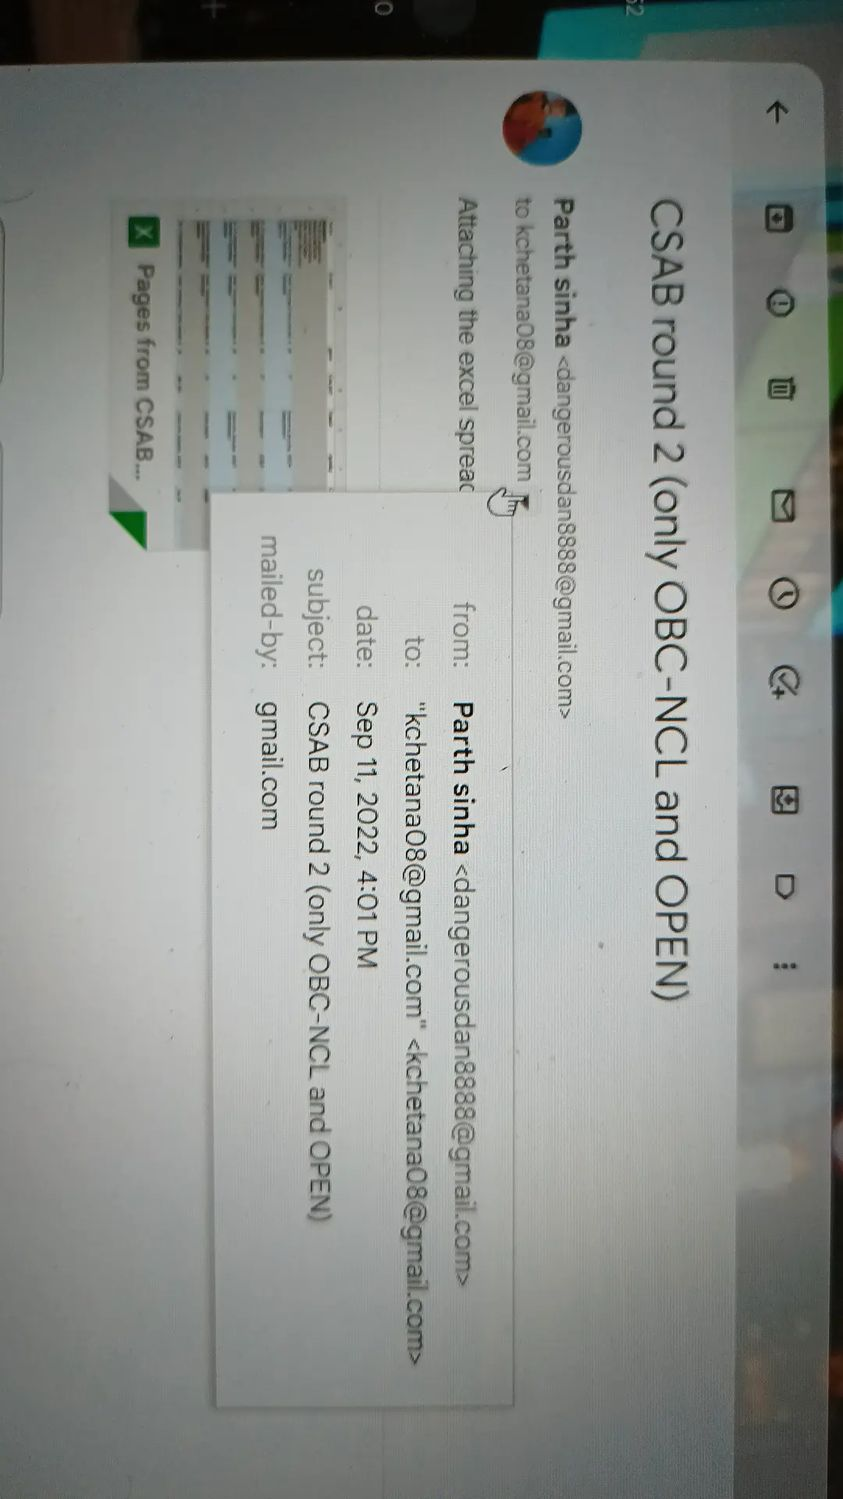 CSAB round 2 (only OBC-NCL and OPEN)
Parth sinha <dangerousdan8888@gmail.com>
to kchetana08@gmail.com
Attaching the excel spreac
from: Parth sinha <dangerousdan8888@gmail.com>
to: "kchetana08@gmail.com" <kchetana08@gmail.com>
date: Sep 11, 2022, 4:01 PM
subject: CSAB round 2 (only OBC-NCL and OPEN)
mailed-by: gmail.com
X Pages from CSAB...